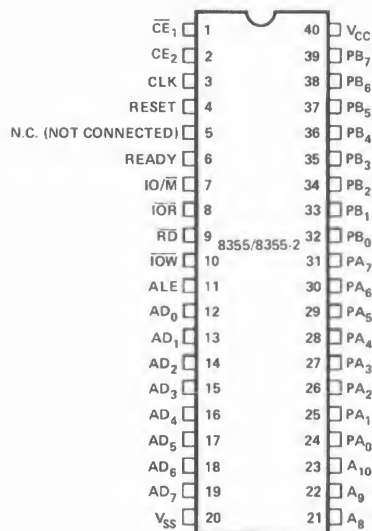 C̅E̅₁ 1 40 V_CC
CE₂ 2 39 PB₇
CLK 3 38 PB₆
RESET 4 37 PB₅
N.C. (NOT CONNECTED) 5 36 PB₄
READY 6 35 PB₃
IO/M̅ 7 34 PB₂
I̅O̅R̅ 8 33 PB₁
R̅D̅ 9 8355/8355-2 32 PB₀
I̅O̅W̅ 10 31 PA₇
ALE 11 30 PA₆
AD₀ 12 29 PA₅
AD₁ 13 28 PA₄
AD₂ 14 27 PA₃
AD₃ 15 26 PA₂
AD₄ 16 25 PA₁
AD₅ 17 24 PA₀
AD₆ 18 23 A₁₀
AD₇ 19 22 A₉
V_SS 20 21 A₈